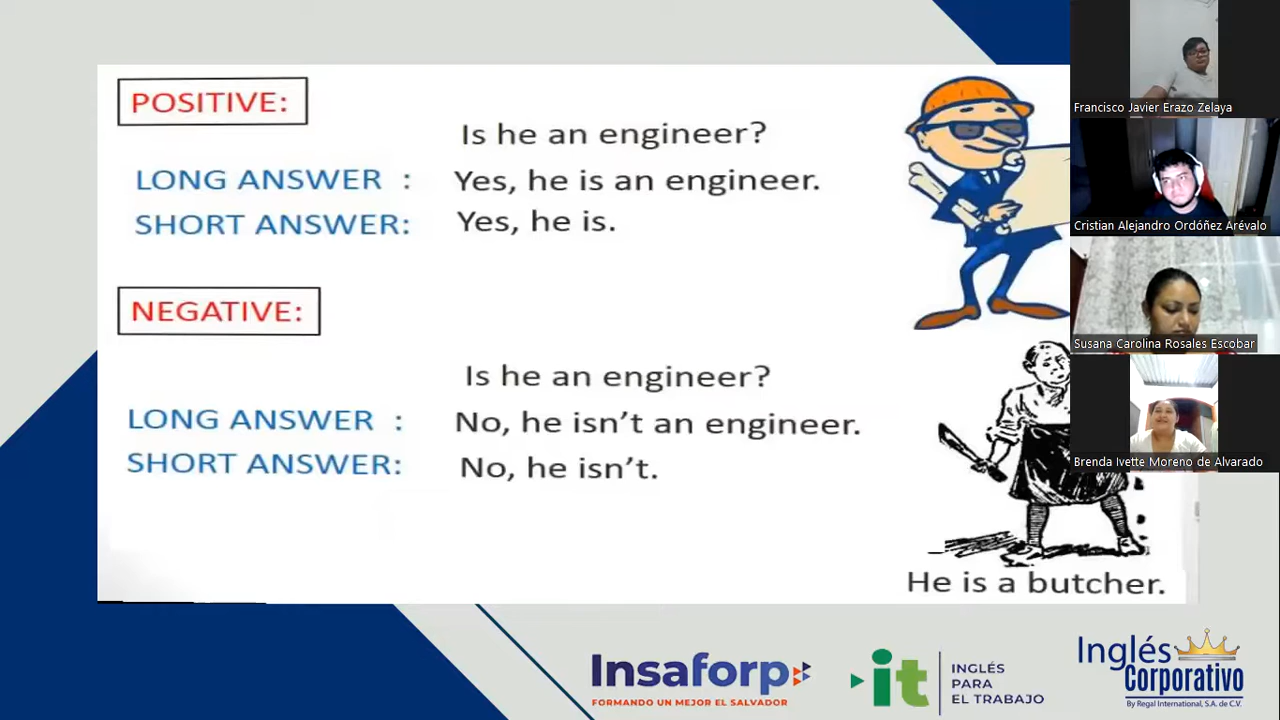 POSITIVE:
Is he an engineer?
LONG ANSWER : Yes, he is an engineer.
SHORT ANSWER: Yes, he is.
NEGATIVE:
Is he an engineer?
LONG ANSWER : No, he isn't an engineer.
SHORT ANSWER: No, he isn't.
He is a butcher.
Francisco Javier Erazo Zelaya
Cristian Alejandro Ordóñez Arévalo
Susana Carolina Rosales Escobar
Brenda Ivette Moreno de Alvarado
Insaforp
FORMANDO UN MEJOR EL SALVADOR
it
INGLÉS
PARA
EL TRABAJO
Inglés
Corporativo
By Regal International, S.A. de C.V.